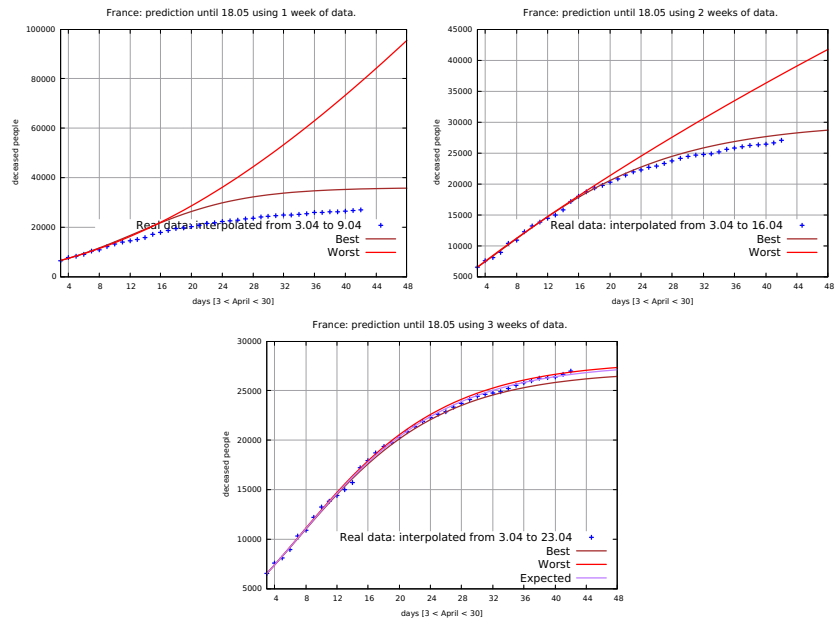 France: prediction until 18.05 using 1 week of data.
100000
80000
60000
40000
20000
0
deceased people
Real data: interpolated from 3.04 to 9.04
Best
Worst
4 8 12 16 20 24 28 32 36 40 44 48
days [3 < April < 30]
France: prediction until 18.05 using 2 weeks of data.
45000
40000
35000
30000
25000
20000
15000
10000
5000
deceased people
Real data: interpolated from 3.04 to 16.04
Best
Worst
4 8 12 16 20 24 28 32 36 40 44 48
days [3 < April < 30]
France: prediction until 18.05 using 3 weeks of data.
30000
25000
20000
15000
10000
5000
deceased people
Real data: interpolated from 3.04 to 23.04
Best
Worst
Expected
4 8 12 16 20 24 28 32 36 40 44 48
days [3 < April < 30]